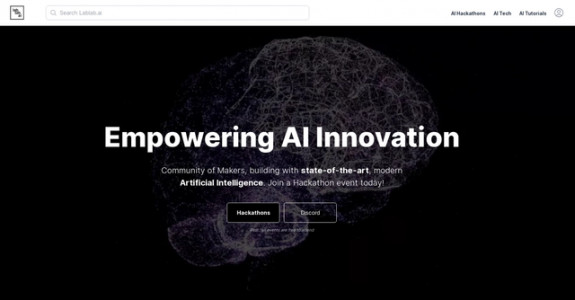 Search Lablab.ai
AI Hackathons AI Tech AI Tutorials
Empowering AI Innovation
Community of Makers, building with state-of-the-art, modern
Artificial Intelligence. Join a Hackathon event today!
Hackathons Discord